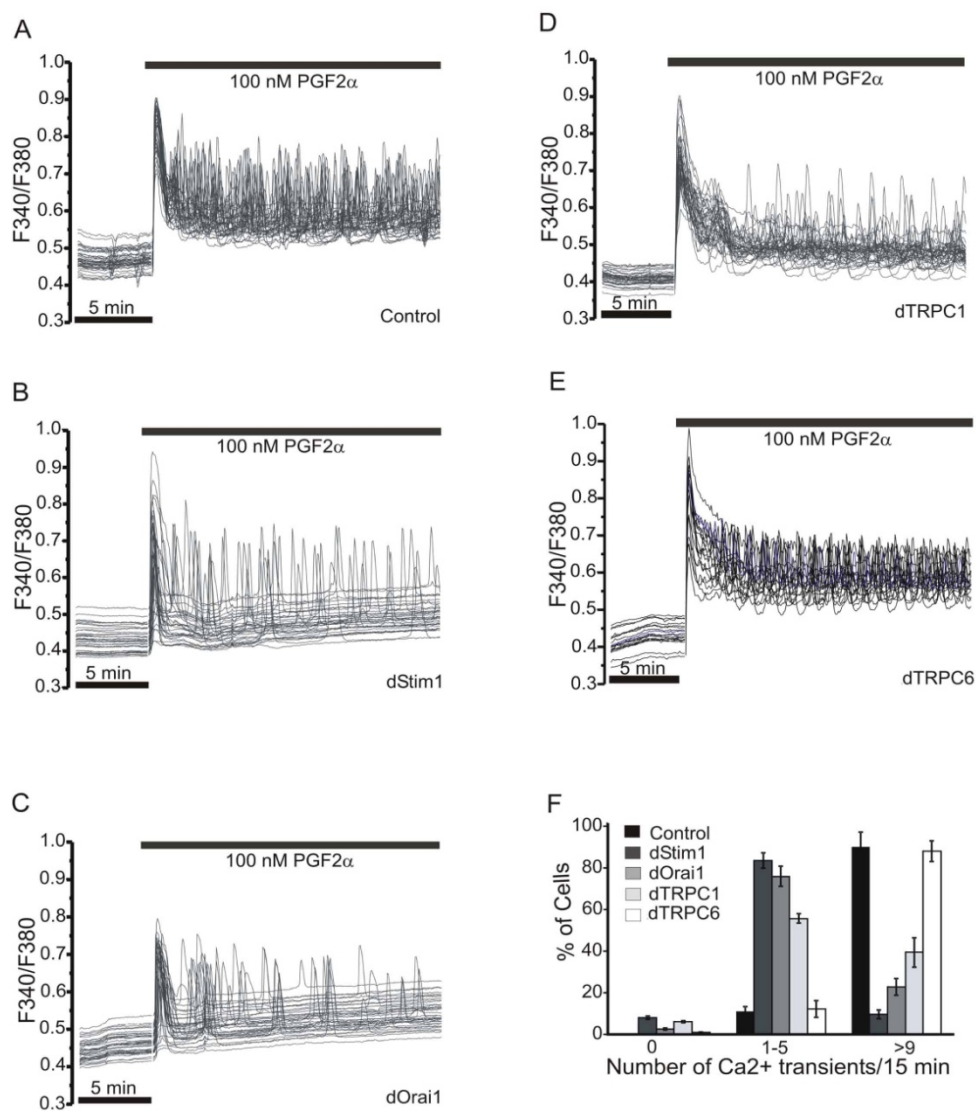 A
1.0
0.9
0.8
0.7
0.6
0.5
0.4
0.3
F340/F380
100 nM PGF2α
5 min
Control
B
1.0
0.9
0.8
0.7
0.6
0.5
0.4
0.3
F340/F380
100 nM PGF2α
5 min
dStim1
C
1.0
0.9
0.8
0.7
0.6
0.5
0.4
0.3
F340/F380
100 nM PGF2α
5 min
dOrai1
D
1.0
0.9
0.8
0.7
0.6
0.5
0.4
0.3
F340/F380
100 nM PGF2α
5 min
dTRPC1
E
1.0
0.9
0.8
0.7
0.6
0.5
0.4
0.3
F340/F380
100 nM PGF2α
5 min
dTRPC6
F
100
80
60
40
20
0
% of Cells
Control
dStim1
dOrai1
dTRPC1
dTRPC6
0
1-5
>9
Number of Ca2+ transients/15 min